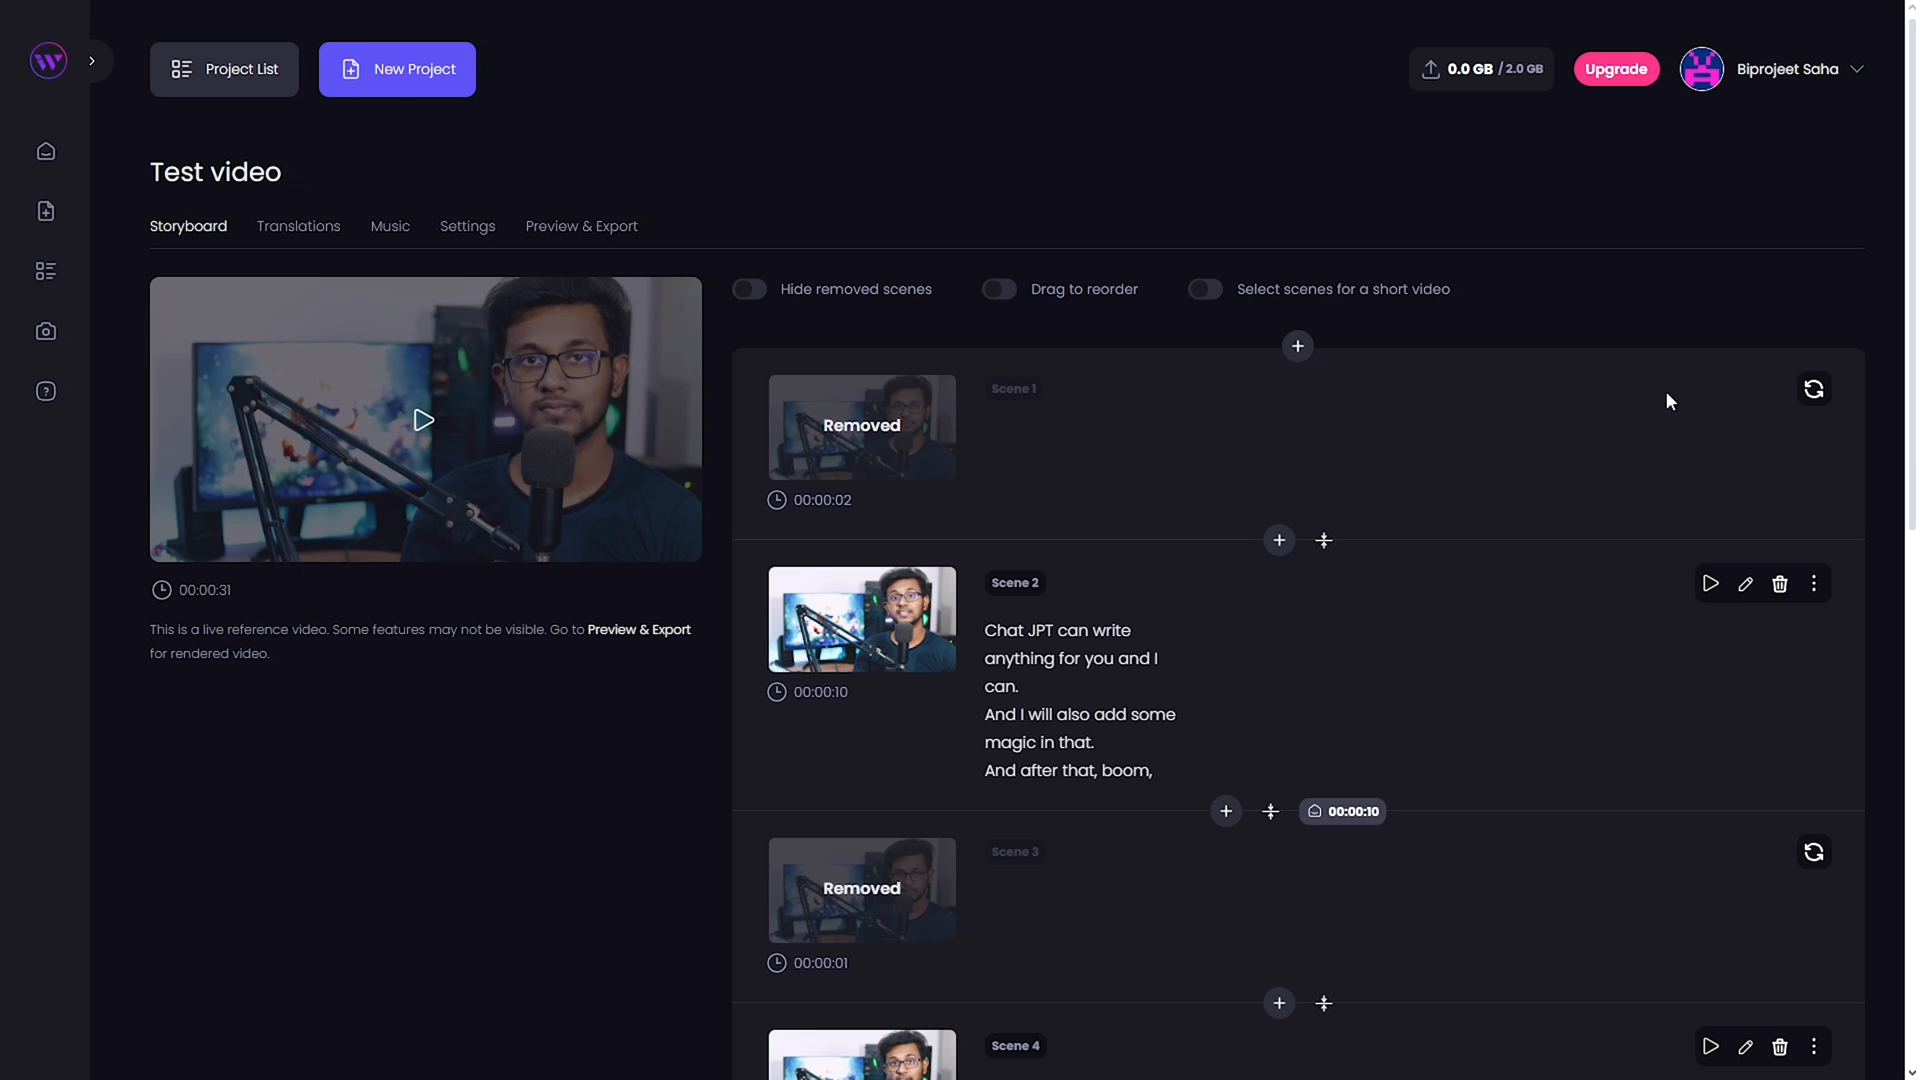 Project List
New Project
0.0 GB / 2.0 GB
Upgrade
Biprojeet Saha
Test video
Storyboard
Translations
Music
Settings
Preview & Export
Hide removed scenes
Drag to reorder
Select scenes for a short video
Removed
Scene 1
00:00:02
00:00:31
This is a live reference video. Some features may not be visible. Go to Preview & Export
for rendered video.
Scene 2
Chat JPT can write
anything for you and I
can.
And I will also add some
magic in that.
And after that, boom,
00:00:10
00:00:10
Removed
Scene 3
00:00:01
Scene 4